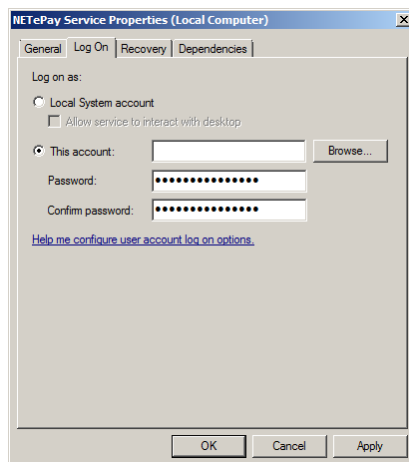 NETePay Service Properties (Local Computer)
General Log On Recovery Dependencies
Log on as:
Local System account
Allow service to interact with desktop
This account: Browse...
Password: •••••••••••••••
Confirm password: •••••••••••••••
Help me configure user account log on options.
OK Cancel Apply